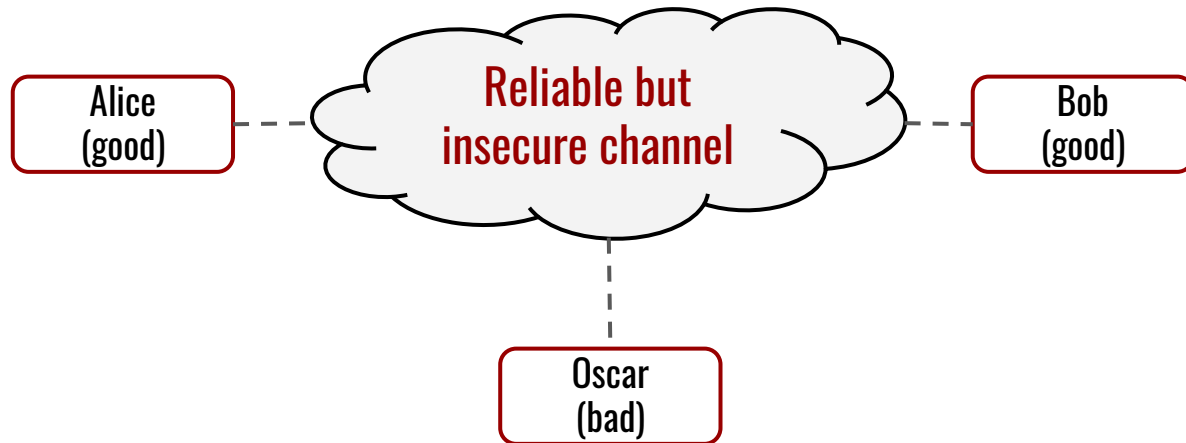 Alice
(good)
Reliable but
insecure channel
Bob
(good)
Oscar
(bad)